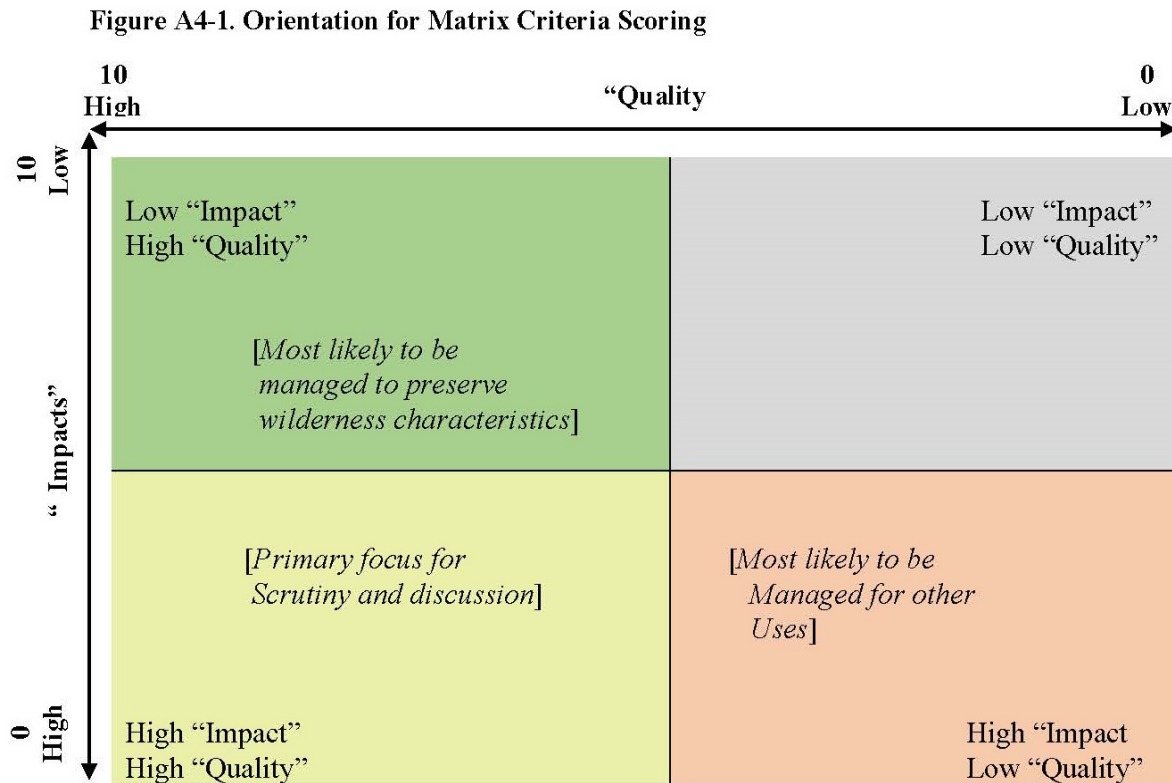 Figure A4-1. Orientation for Matrix Criteria Scoring
10
High
“Quality
0
Low
10
Low
“ Impacts”
0
High
Low “Impact”
High “Quality”
[Most likely to be
managed to preserve
wilderness characteristics]
Low “Impact”
Low “Quality”
[Primary focus for
Scrutiny and discussion]
High “Impact”
High “Quality”
[Most likely to be
Managed for other
Uses]
High “Impact
Low “Quality”